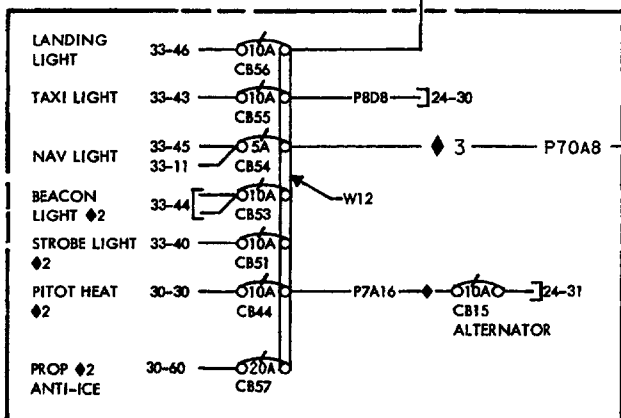 LANDING LIGHT 33-46 10A CB56
TAXI LIGHT 33-43 10A CB55 P8D8 24-30
NAV LIGHT 33-45 33-11 5A CB54 ♦ 3 P70A8
BEACON LIGHT ♦2 33-44 10A CB53 W12
STROBE LIGHT ♦2 33-40 10A CB51
PITOT HEAT ♦2 30-30 10A CB44 P7A16 ♦ 10A CB15 ALTERNATOR 24-31
PROP ♦2 ANTI-ICE 30-60 20A CB57